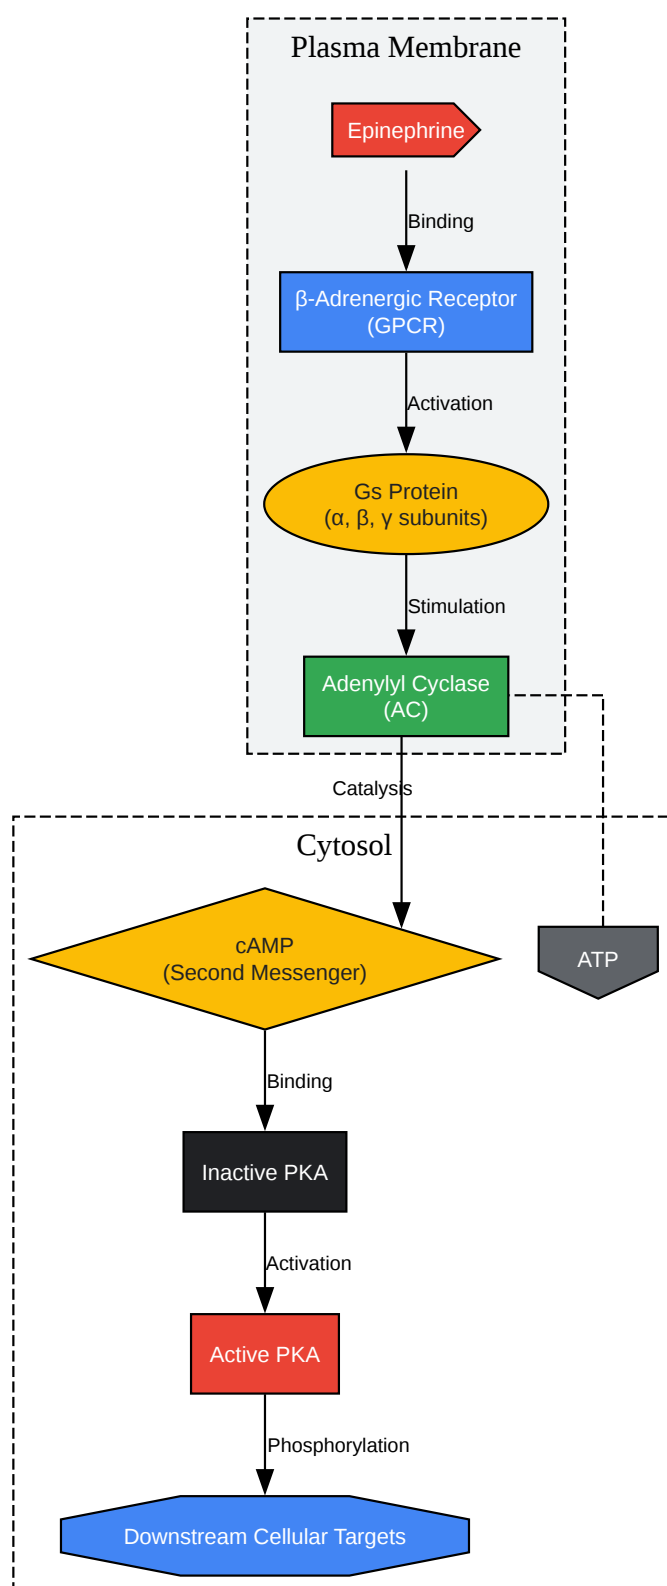 Plasma Membrane
Epinephrine
Binding
β-Adrenergic Receptor
(GPCR)
Activation
Gs Protein
(α, β, γ subunits)
Stimulation
Adenylyl Cyclase
(AC)
Catalysis
Cytosol
cAMP
(Second Messenger)
ATP
Binding
Inactive PKA
Activation
Active PKA
Phosphorylation
Downstream Cellular Targets